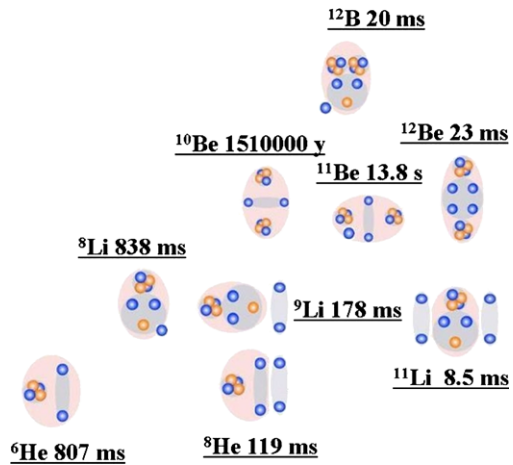 ¹²B 20 ms
¹²Be 23 ms
¹⁰Be 1510000 y
¹¹Be 13.8 s
⁸Li 838 ms
⁹Li 178 ms
¹¹Li 8.5 ms
⁶He 807 ms
⁸He 119 ms